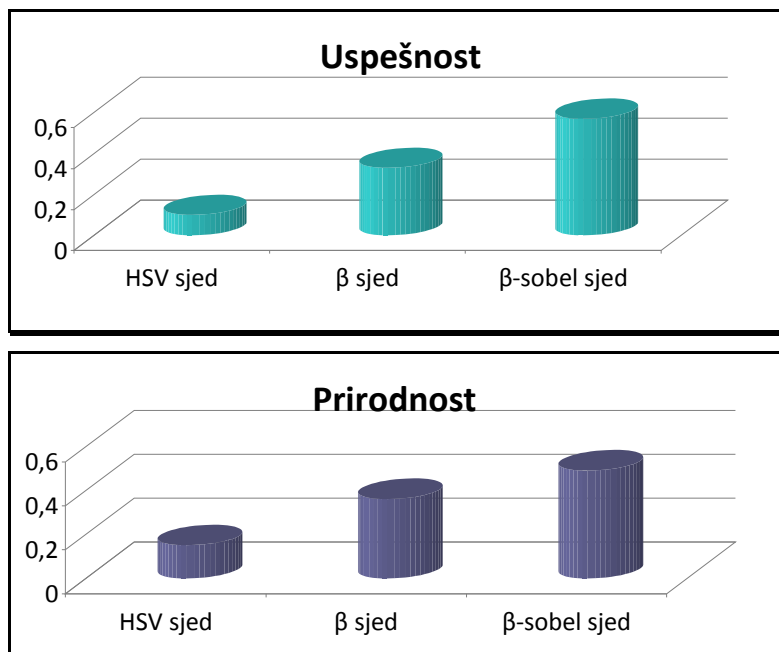 Uspešnost
0,6
0,4
0,2
0
HSV sjed β sjed β-sobel sjed
Prirodnost
0,6
0,4
0,2
0
HSV sjed β sjed β-sobel sjed